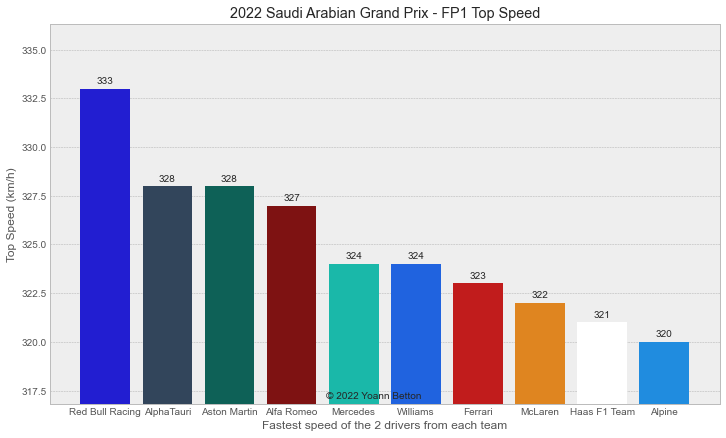 2022 Saudi Arabian Grand Prix - FP1 Top Speed
Top Speed (km/h)
335.0
332.5
330.0
327.5
325.0
322.5
320.0
317.5
333
328
328
327
324
324
323
322
321
320
© 2022 Yoann Betton
Red Bull Racing
AlphaTauri
Aston Martin
Alfa Romeo
Mercedes
Williams
Ferrari
McLaren
Haas F1 Team
Alpine
Fastest speed of the 2 drivers from each team